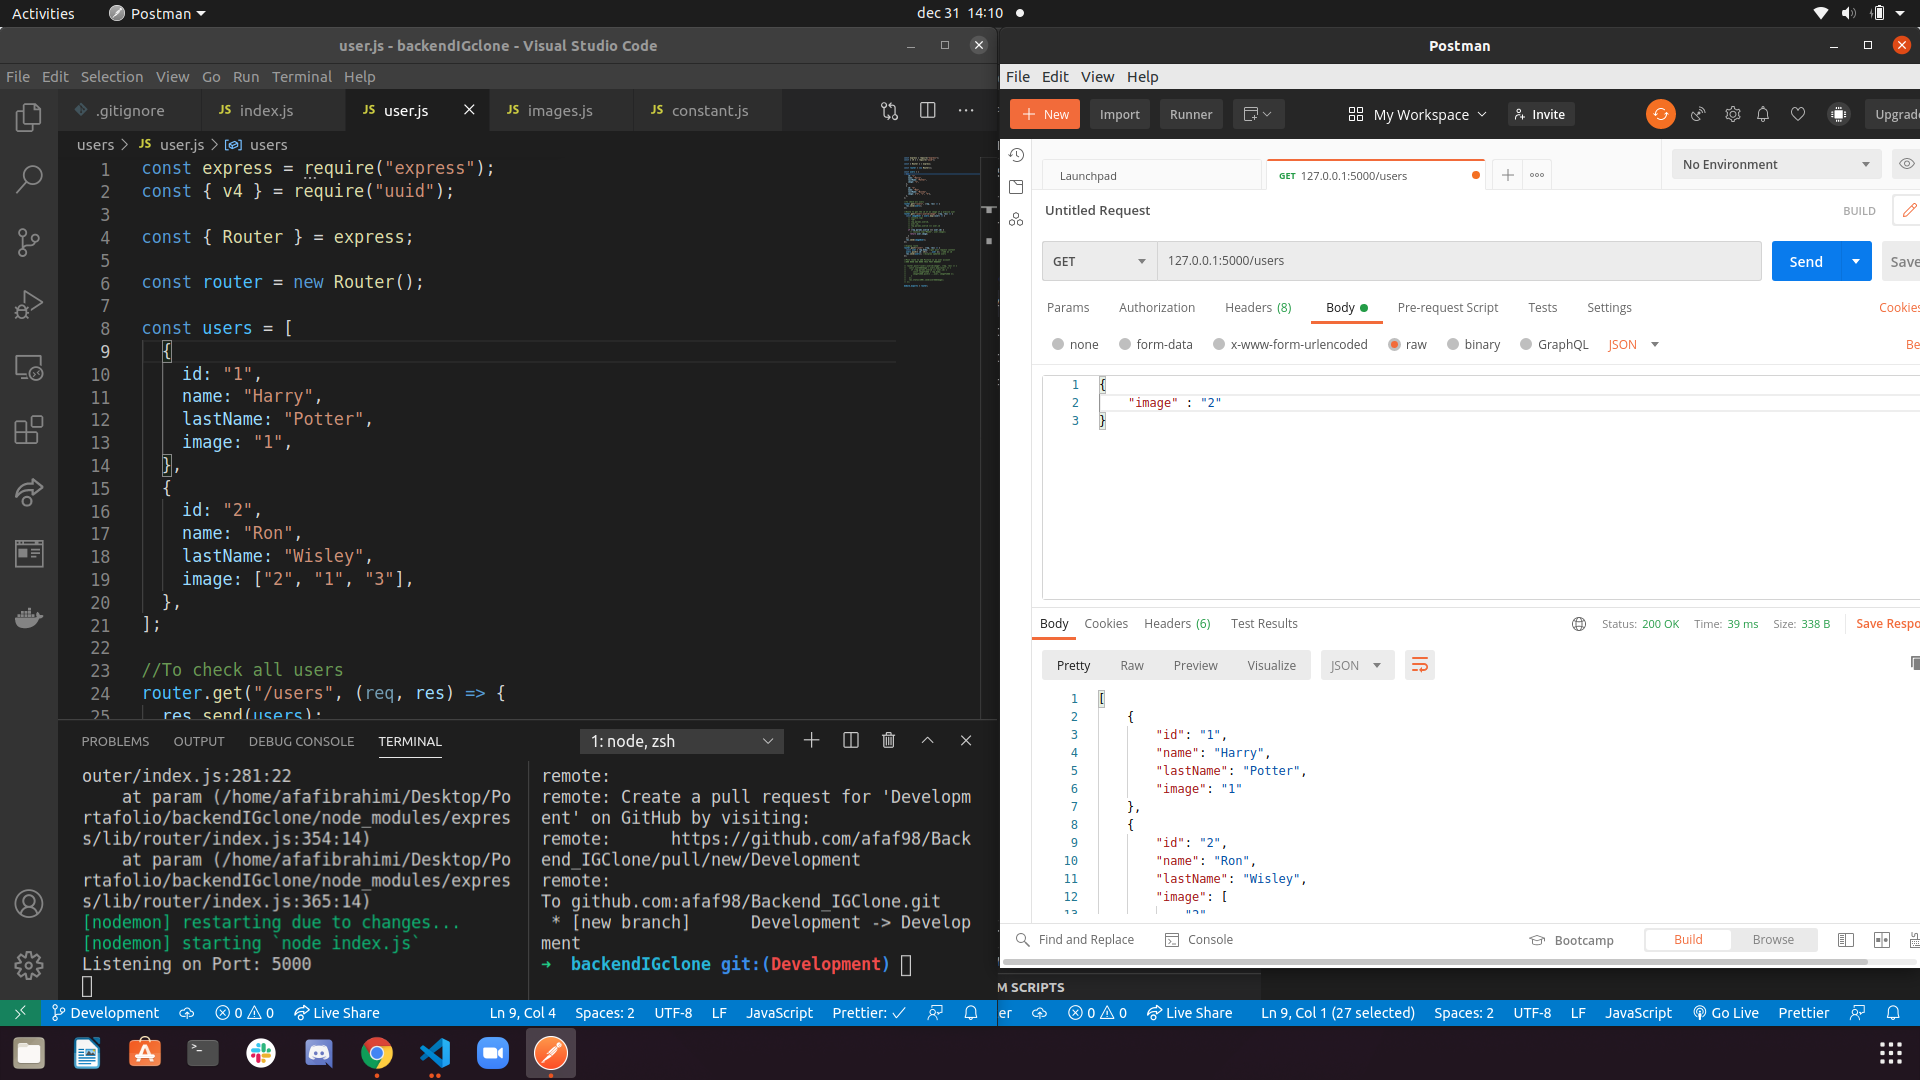 Activities
Postman
dec 31 14:10
user.js - backendIGclone - Visual Studio Code
File Edit Selection View Go Run Terminal Help
.gitignore
JS index.js
JS user.js
JS images.js
JS constant.js
users > JS user.js > users
1 const express = require("express");
2 const { v4 } = require("uuid");
3
4 const { Router } = express;
5
6 const router = new Router();
7
8 const users = [
9 {
10 id: "1",
11 name: "Harry",
12 lastName: "Potter",
13 image: "1",
14 },
15 {
16 id: "2",
17 name: "Ron",
18 lastName: "Wisley",
19 image: ["2", "1", "3"],
20 },
21 ];
22
23 //To check all users
24 router.get("/users", (req, res) => {
25 res.send(users);
PROBLEMS OUTPUT DEBUG CONSOLE TERMINAL
1: node, zsh
outer/index.js:281:22
at param (/home/afafibrahimi/Desktop/Po
rtafolio/backendIGclone/node_modules/expres
s/lib/router/index.js:354:14)
at param (/home/afafibrahimi/Desktop/Po
rtafolio/backendIGclone/node_modules/expres
s/lib/router/index.js:365:14)
[nodemon] restarting due to changes...
[nodemon] starting `node index.js`
Listening on Port: 5000
remote:
remote: Create a pull request for 'Developm
ent' on GitHub by visiting:
remote: https://github.com/afaf98/Back
end_IGClone/pull/new/Development
remote:
To github.com:afaf98/Backend_IGClone.git
* [new branch] Development -> Develop
ment
→ backendIGclone git:(Development)
Development
0 0
Live Share
Ln 9, Col 4
Spaces: 2
UTF-8
LF
JavaScript
Prettier: ✓
Postman
File Edit View Help
+ New
Import
Runner
My Workspace
Invite
Upgrade
Launchpad
GET 127.0.0.1:5000/users
No Environment
Untitled Request
BUILD
GET
127.0.0.1:5000/users
Send
Save
Params Authorization Headers (8) Body Pre-request Script Tests Settings
Cookies
none form-data x-www-form-urlencoded raw binary GraphQL JSON
Be
1 {
2 "image" : "2"
3 }
Body Cookies Headers (6) Test Results
Status: 200 OK Time: 39 ms Size: 338 B
Save Respo
Pretty Raw Preview Visualize JSON
1 [
2 {
3 "id": "1",
4 "name": "Harry",
5 "lastName": "Potter",
6 "image": "1"
7 },
8 {
9 "id": "2",
10 "name": "Ron",
11 "lastName": "Wisley",
12 "image": [
13 "2"
Find and Replace
Console
Bootcamp
Build
Browse
M SCRIPTS
er
0 0
Live Share
Ln 9, Col 1 (27 selected)
Spaces: 2
UTF-8
LF
JavaScript
Go Live
Prettier